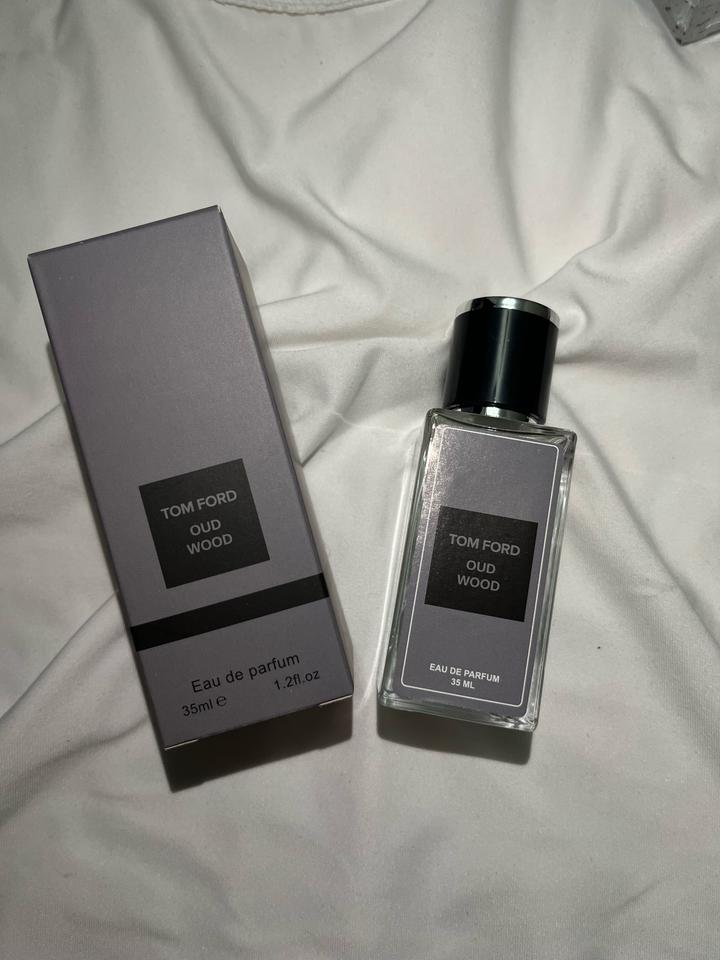 TOM FORD
OUD
WOOD
Eau de parfum
35ml ℮
1.2fl.oz
TOM FORD
OUD
WOOD
EAU DE PARFUM
35 ML